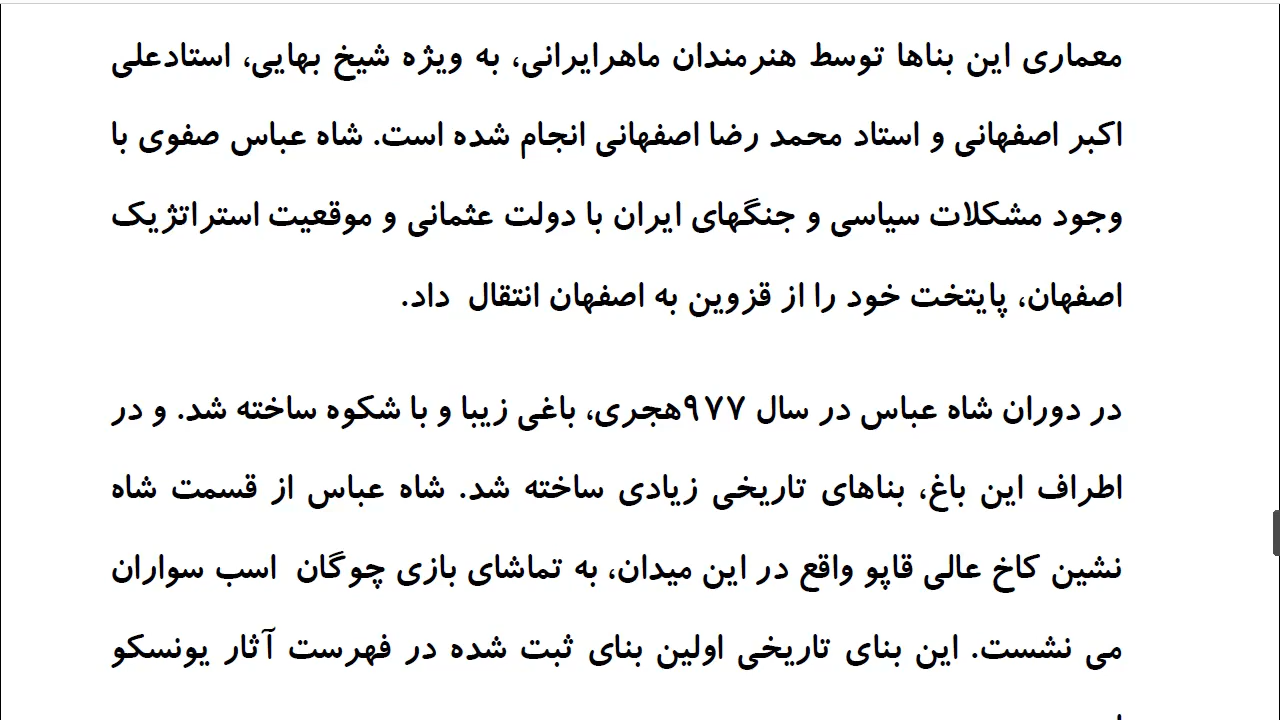 معماری این بناها توسط هنرمندان ماهرایرانی، به ویژه شیخ بهایی، استادعلی
اکبر اصفهانی و استاد محمد رضا اصفهانی انجام شده است. شاه عباس صفوی با
وجود مشکلات سیاسی و جنگهای ایران با دولت عثمانی و موقعیت استراتژیک
اصفهان، پایتخت خود را از قزوین به اصفهان انتقال  داد.
در دوران شاه عباس در سال ۹۷۷هجری، باغی زیبا و با شکوه ساخته شد. و در
اطراف این باغ، بناهای تاریخی زیادی ساخته شد. شاه عباس از قسمت شاه
نشین کاخ عالی قاپو واقع در این میدان، به تماشای بازی چوگان  اسب سواران
می نشست. این بنای تاریخی اولین بنای ثبت شده در فهرست آثار یونسکو